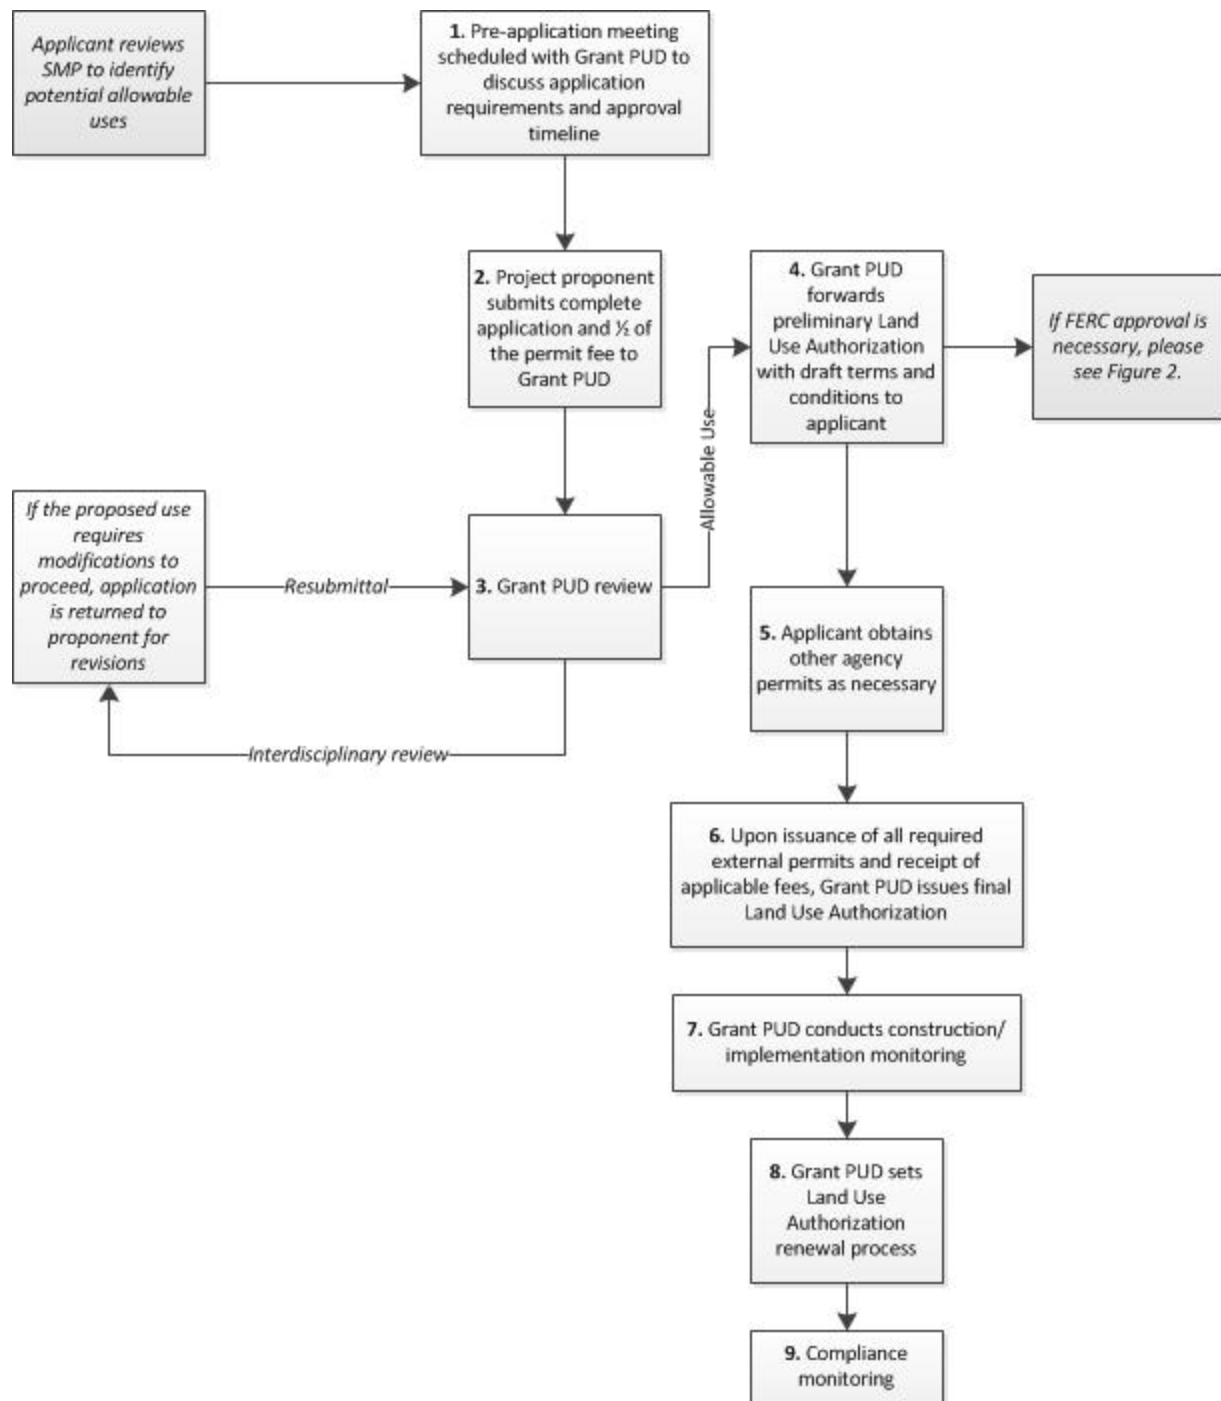 Applicant reviews
SMP to identify
potential allowable
uses
1. Pre-application meeting
scheduled with Grant PUD to
discuss application
requirements and approval
timeline
2. Project proponent
submits complete
application and ½ of
the permit fee to
Grant PUD
4. Grant PUD
forwards
preliminary Land
Use Authorization
with draft terms and
conditions to
applicant
If FERC approval is
necessary, please
see Figure 2.
Allowable Use
If the proposed use
requires
modifications to
proceed, application
is returned to
proponent for
revisions
Resubmittal
3. Grant PUD review
Interdisciplinary review
5. Applicant obtains
other agency
permits as necessary
6. Upon issuance of all required
external permits and receipt of
applicable fees, Grant PUD issues final
Land Use Authorization
7. Grant PUD conducts construction/
implementation monitoring
8. Grant PUD sets
Land Use
Authorization
renewal process
9. Compliance
monitoring